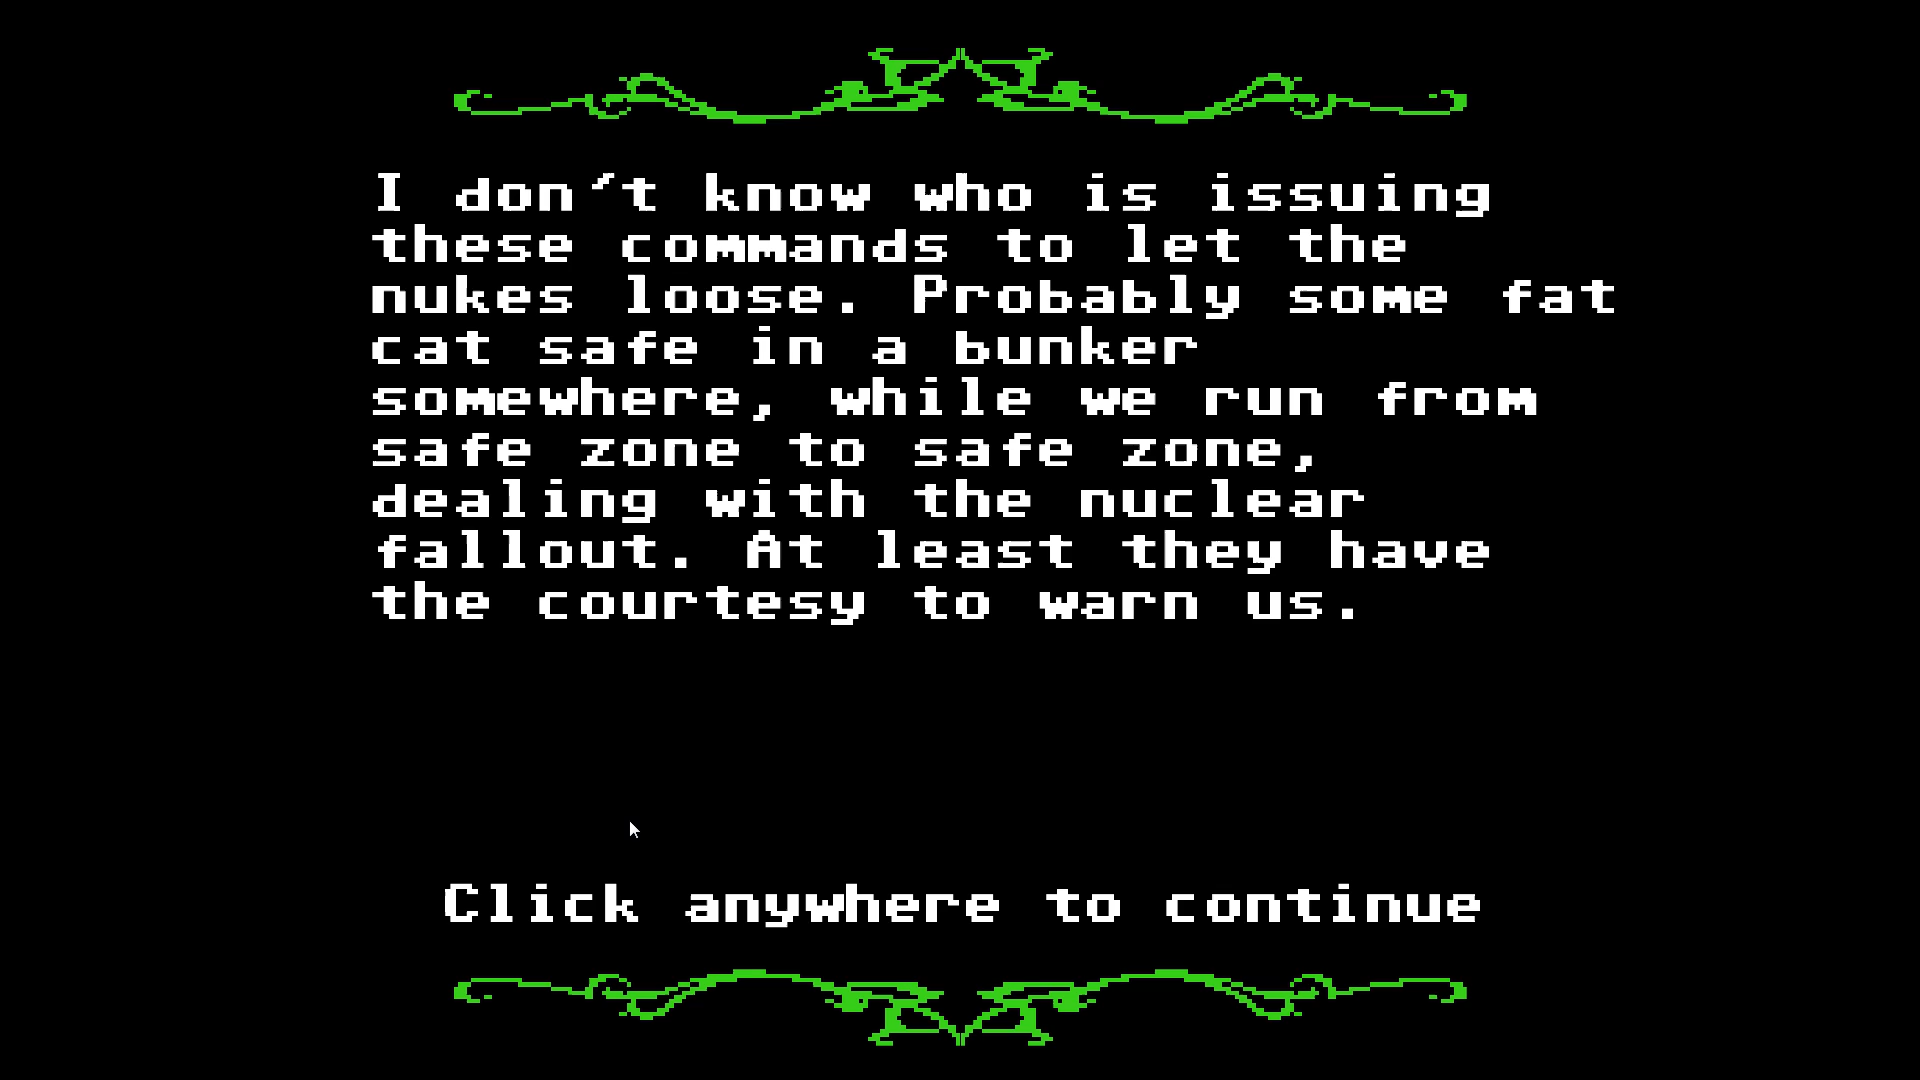 I don't know who is issuing
these commands to let the
nukes loose. Probably some fat
cat safe in a bunker
somewhere, while we run from
safe zone to safe zone,
dealing with the nuclear
fallout. At least they have
the courtesy to warn us.
Click anywhere to continue